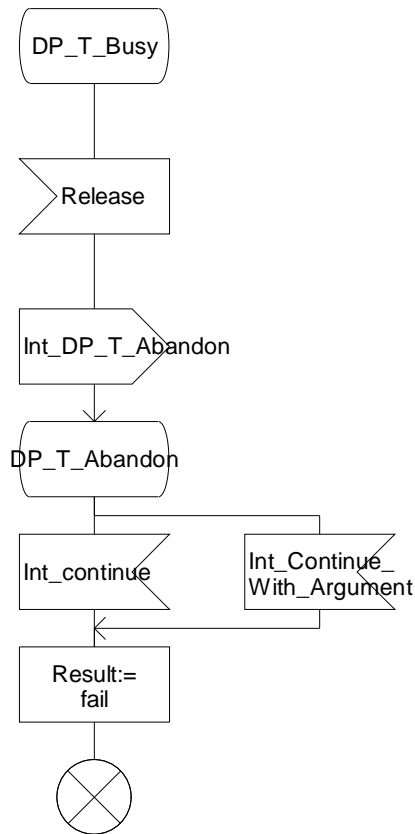 DP_T_Busy
Release
Int_DP_T_Abandon
DP_T_Abandon
Int_continue
Int_Continue_
With_Argument
Result:=
fail